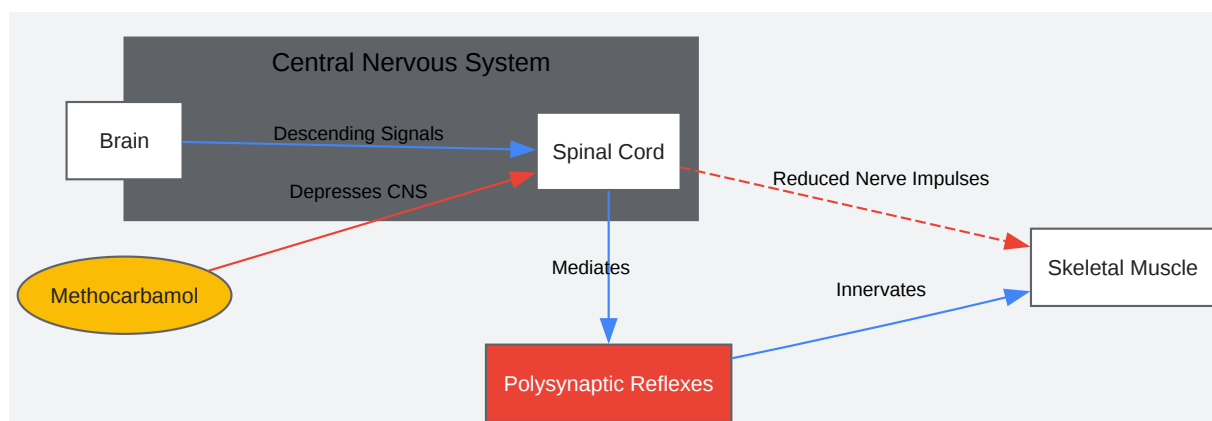 Central Nervous System
Brain
Descending Signals
Spinal Cord
Depresses CNS
Reduced Nerve Impulses
Skeletal Muscle
Mediates
Methocarbamol
Innervates
Polysynaptic Reflexes